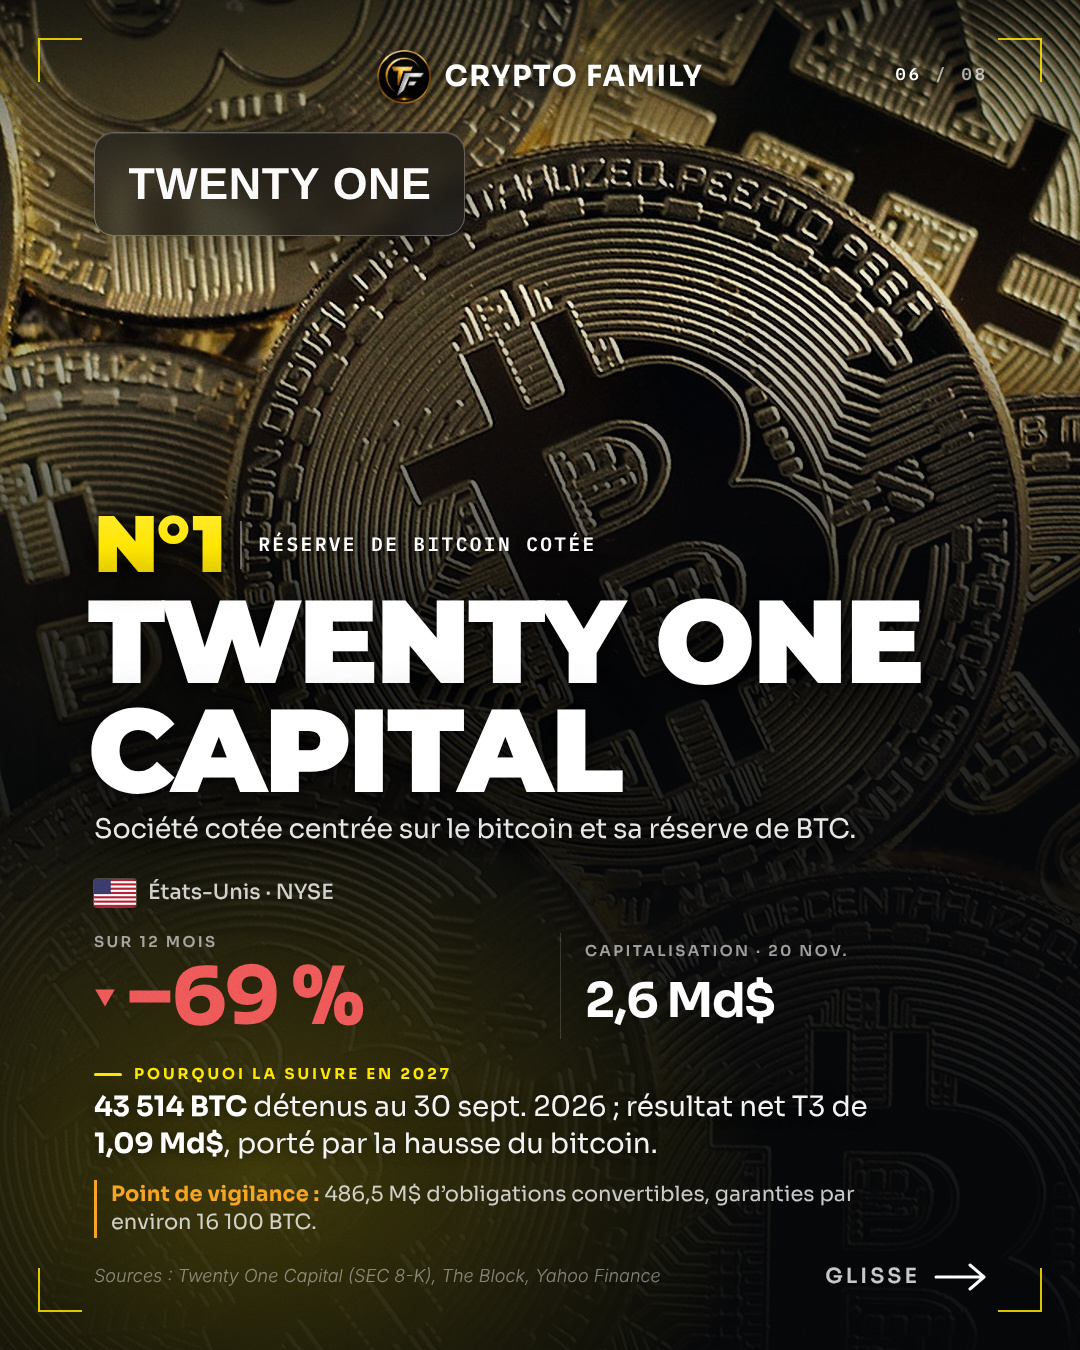 CRYPTO FAMILY
06 / 08
TWENTY ONE
N°1
RÉSERVE DE BITCOIN COTÉE
TWENTY ONE
CAPITAL
Société cotée centrée sur le bitcoin et sa réserve de BTC.
États-Unis · NYSE
SUR 12 MOIS
▼ –69 %
CAPITALISATION · 20 NOV.
2,6 Md$
POURQUOI LA SUIVRE EN 2027
43 514 BTC détenus au 30 sept. 2026 ; résultat net T3 de
1,09 Md$, porté par la hausse du bitcoin.
Point de vigilance : 486,5 M$ d’obligations convertibles, garanties par
environ 16 100 BTC.
Sources : Twenty One Capital (SEC 8-K), The Block, Yahoo Finance
GLISSE